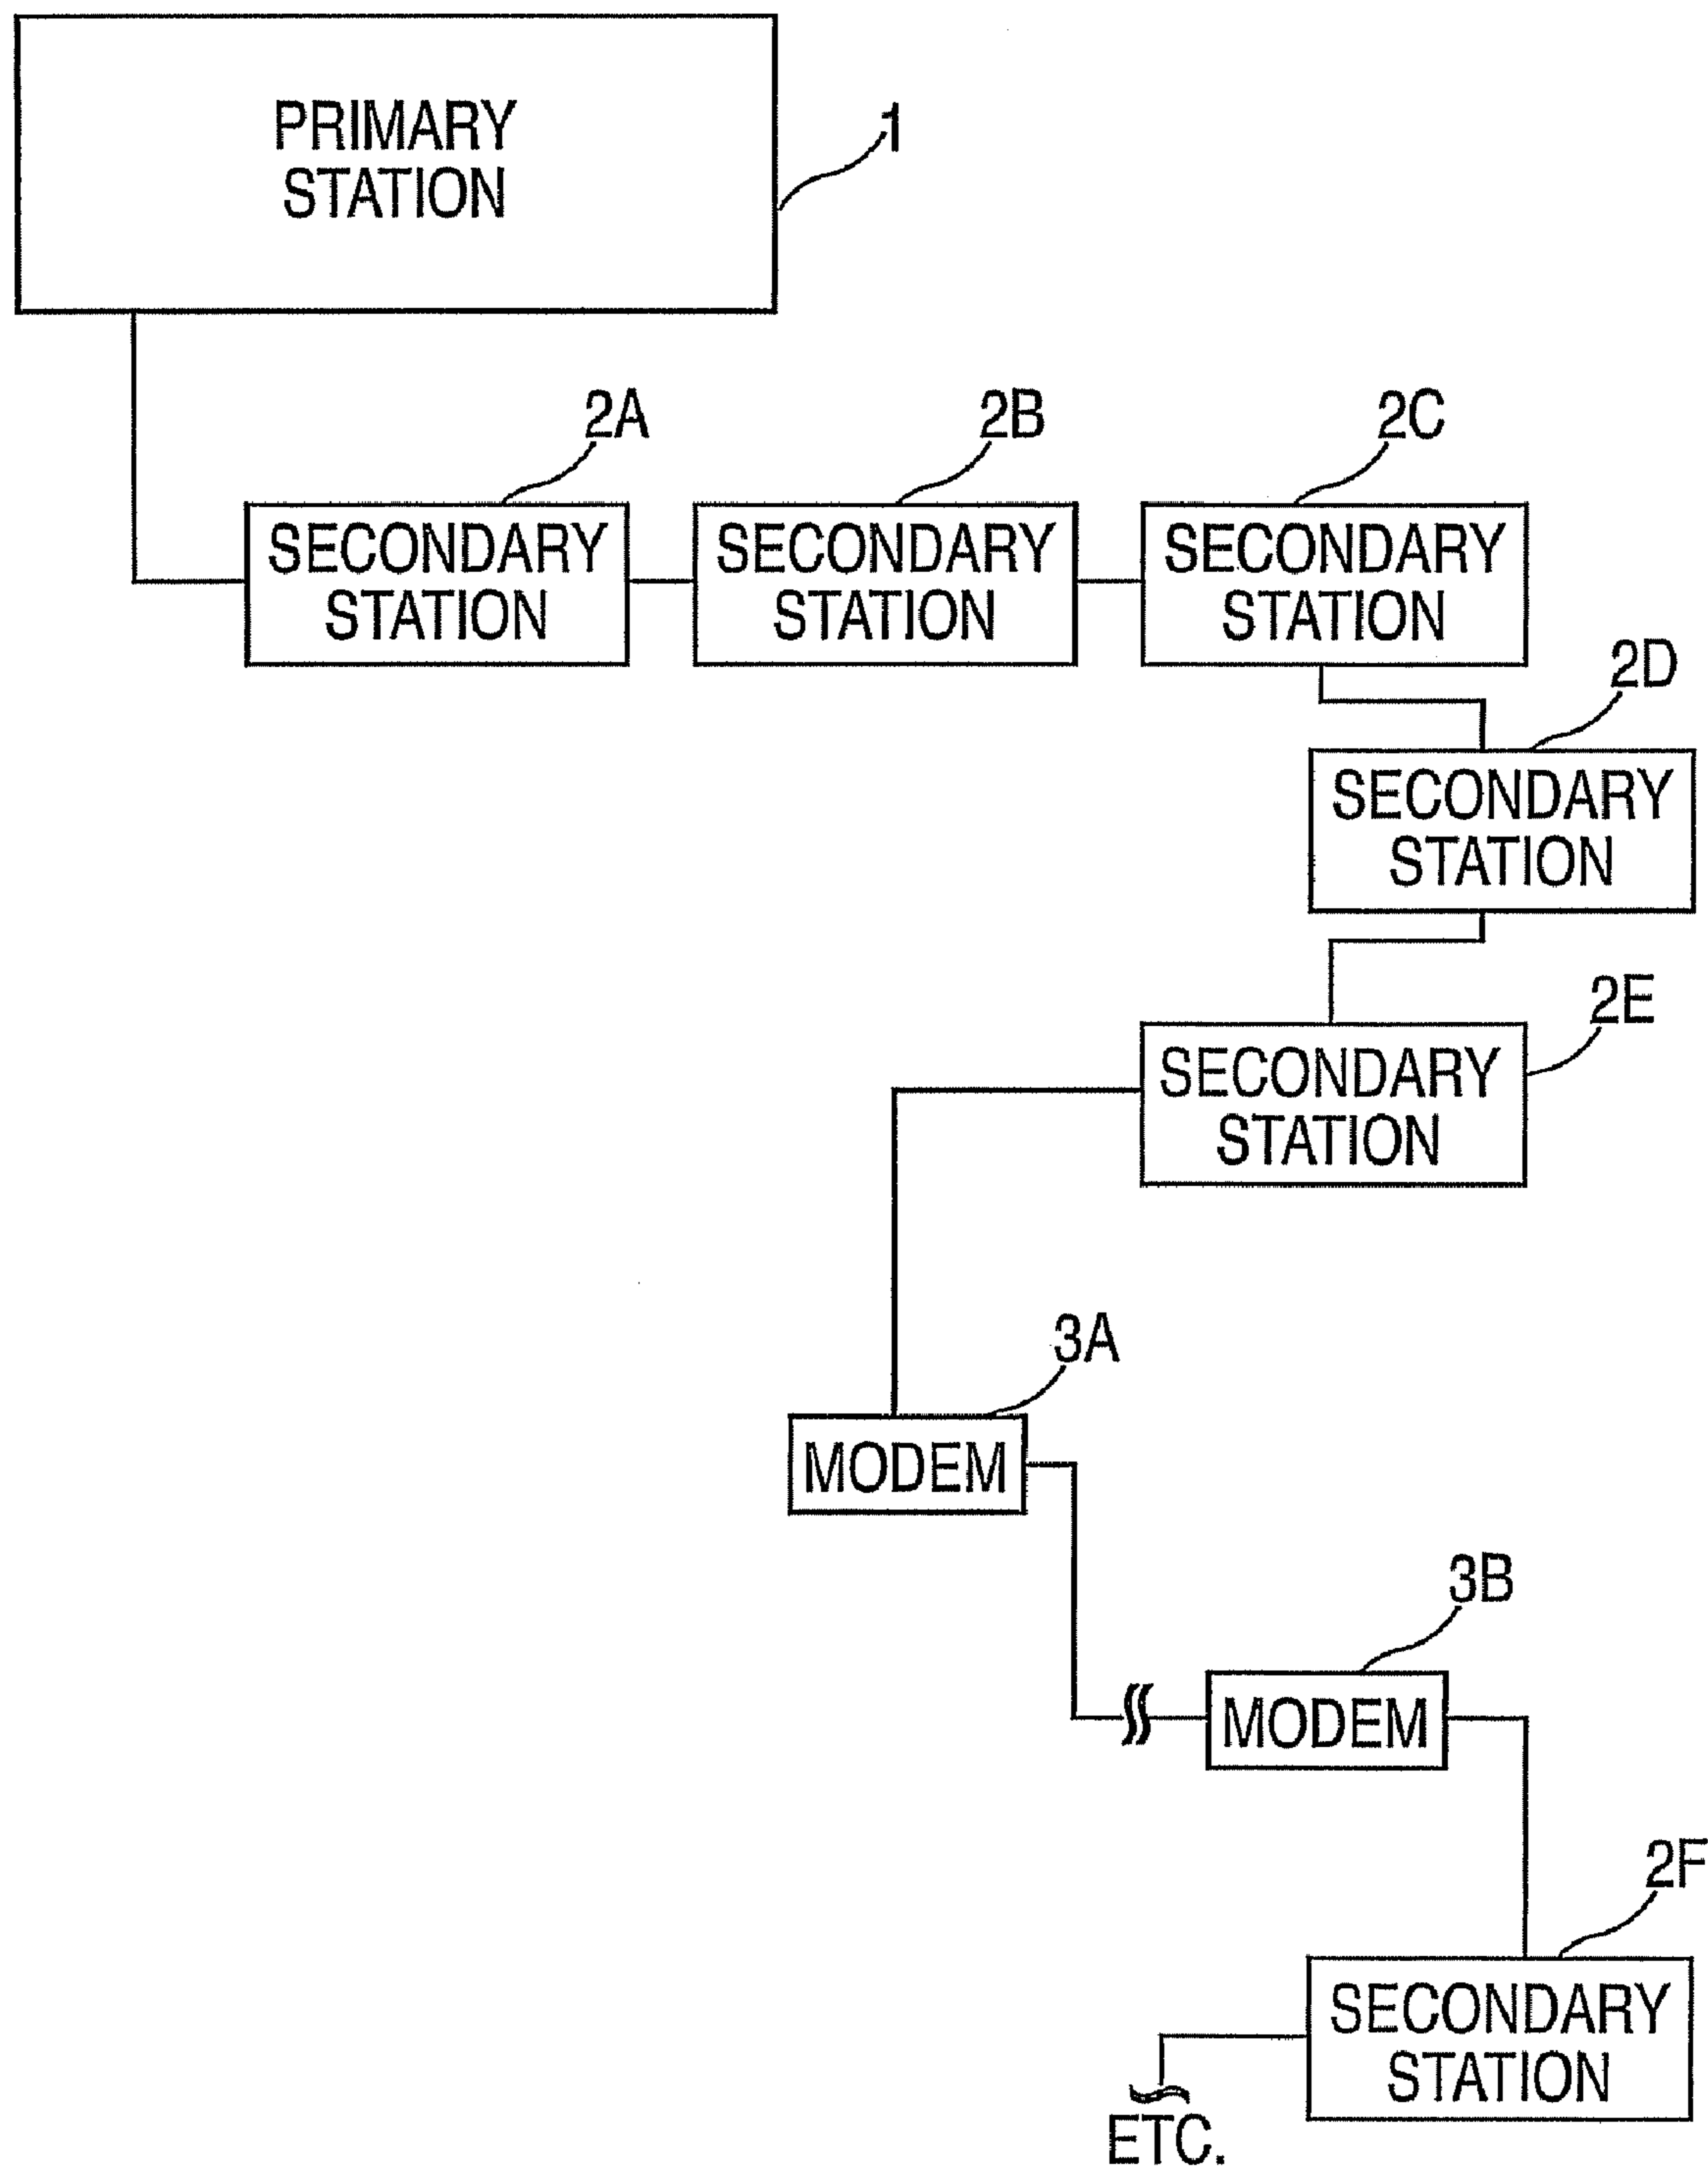 PRIMARY
STATION
1
2A
2B
2C
SECONDARY
STATION
SECONDARY
STATION
SECONDARY
STATION
2D
SECONDARY
STATION
2E
SECONDARY
STATION
3A
MODEM
3B
MODEM
2F
SECONDARY
STATION
ETC.